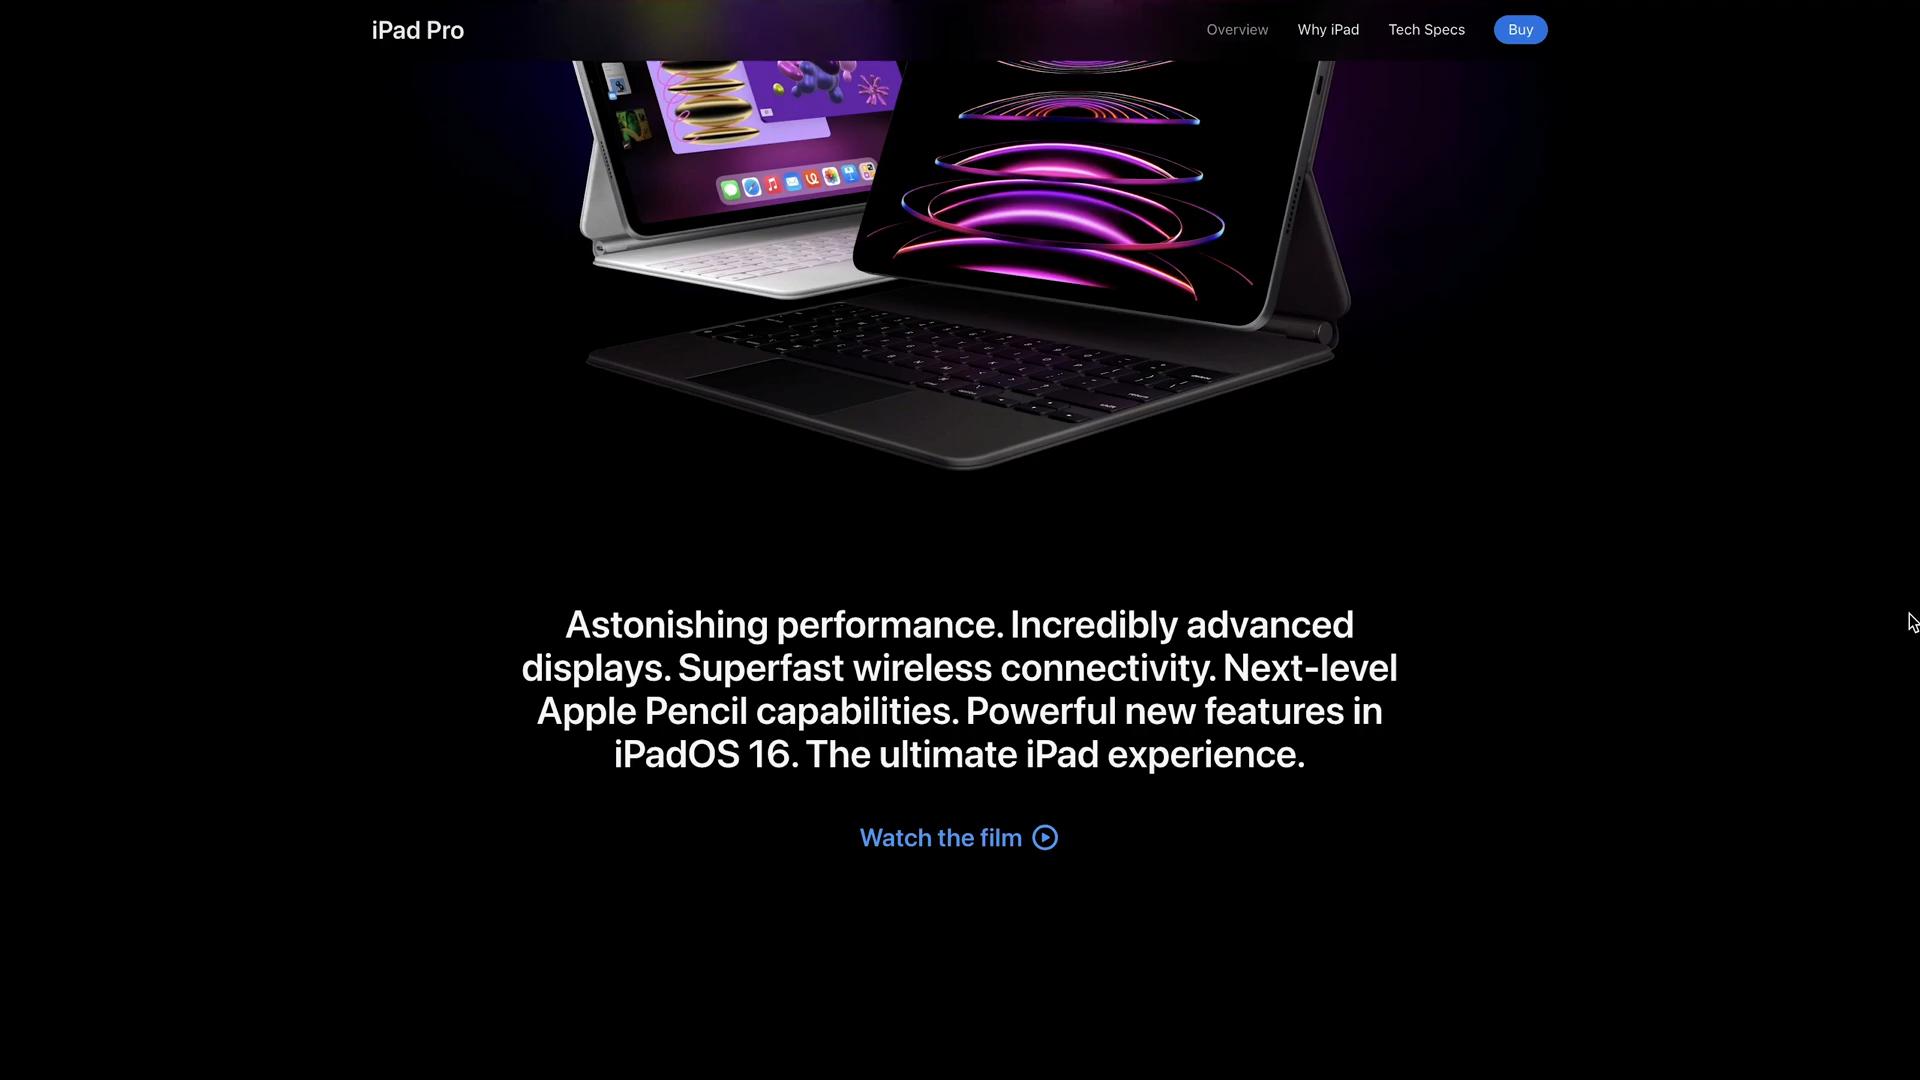 iPad Pro
Overview Why iPad Tech Specs Buy
Astonishing performance. Incredibly advanced
displays. Superfast wireless connectivity. Next-level
Apple Pencil capabilities. Powerful new features in
iPadOS 16. The ultimate iPad experience.
Watch the film